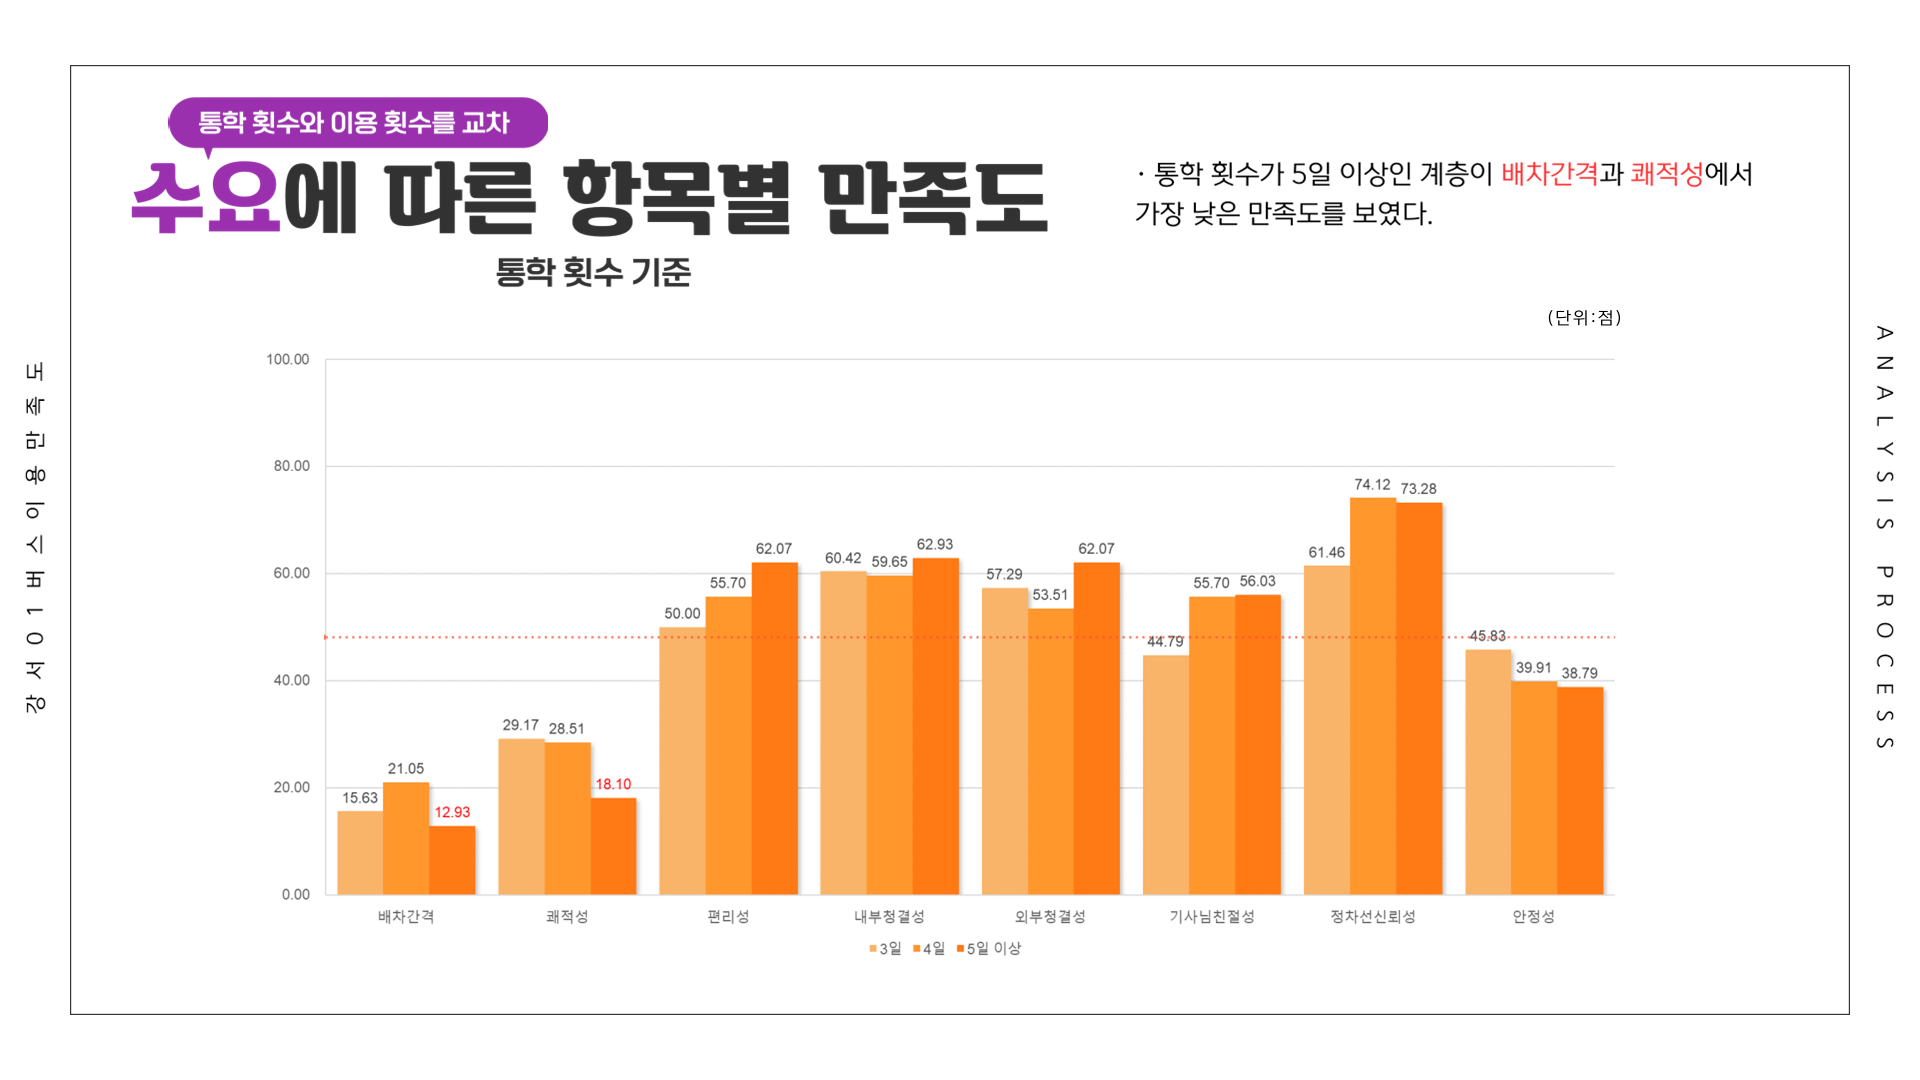 통학 횟수와 이용 횟수를 교차
수요에 따른 항목별 만족도
통학 횟수 기준
· 통학 횟수가 5일 이상인 계층이 배차간격과 쾌적성에서
가장 낮은 만족도를 보였다.
(단위:점)
강서01버스이용만족도
ANALYSIS PROCESS
100.00
80.00
60.00
40.00
20.00
0.00
15.63
21.05
12.93
29.17
28.51
18.10
50.00
55.70
62.07
60.42
59.65
62.93
57.29
53.51
62.07
44.79
55.70
56.03
61.46
74.12
73.28
45.83
39.91
38.79
배차간격
쾌적성
편리성
내부청결성
외부청결성
기사님친절성
정차선신뢰성
안정성
3일 4일 5일 이상